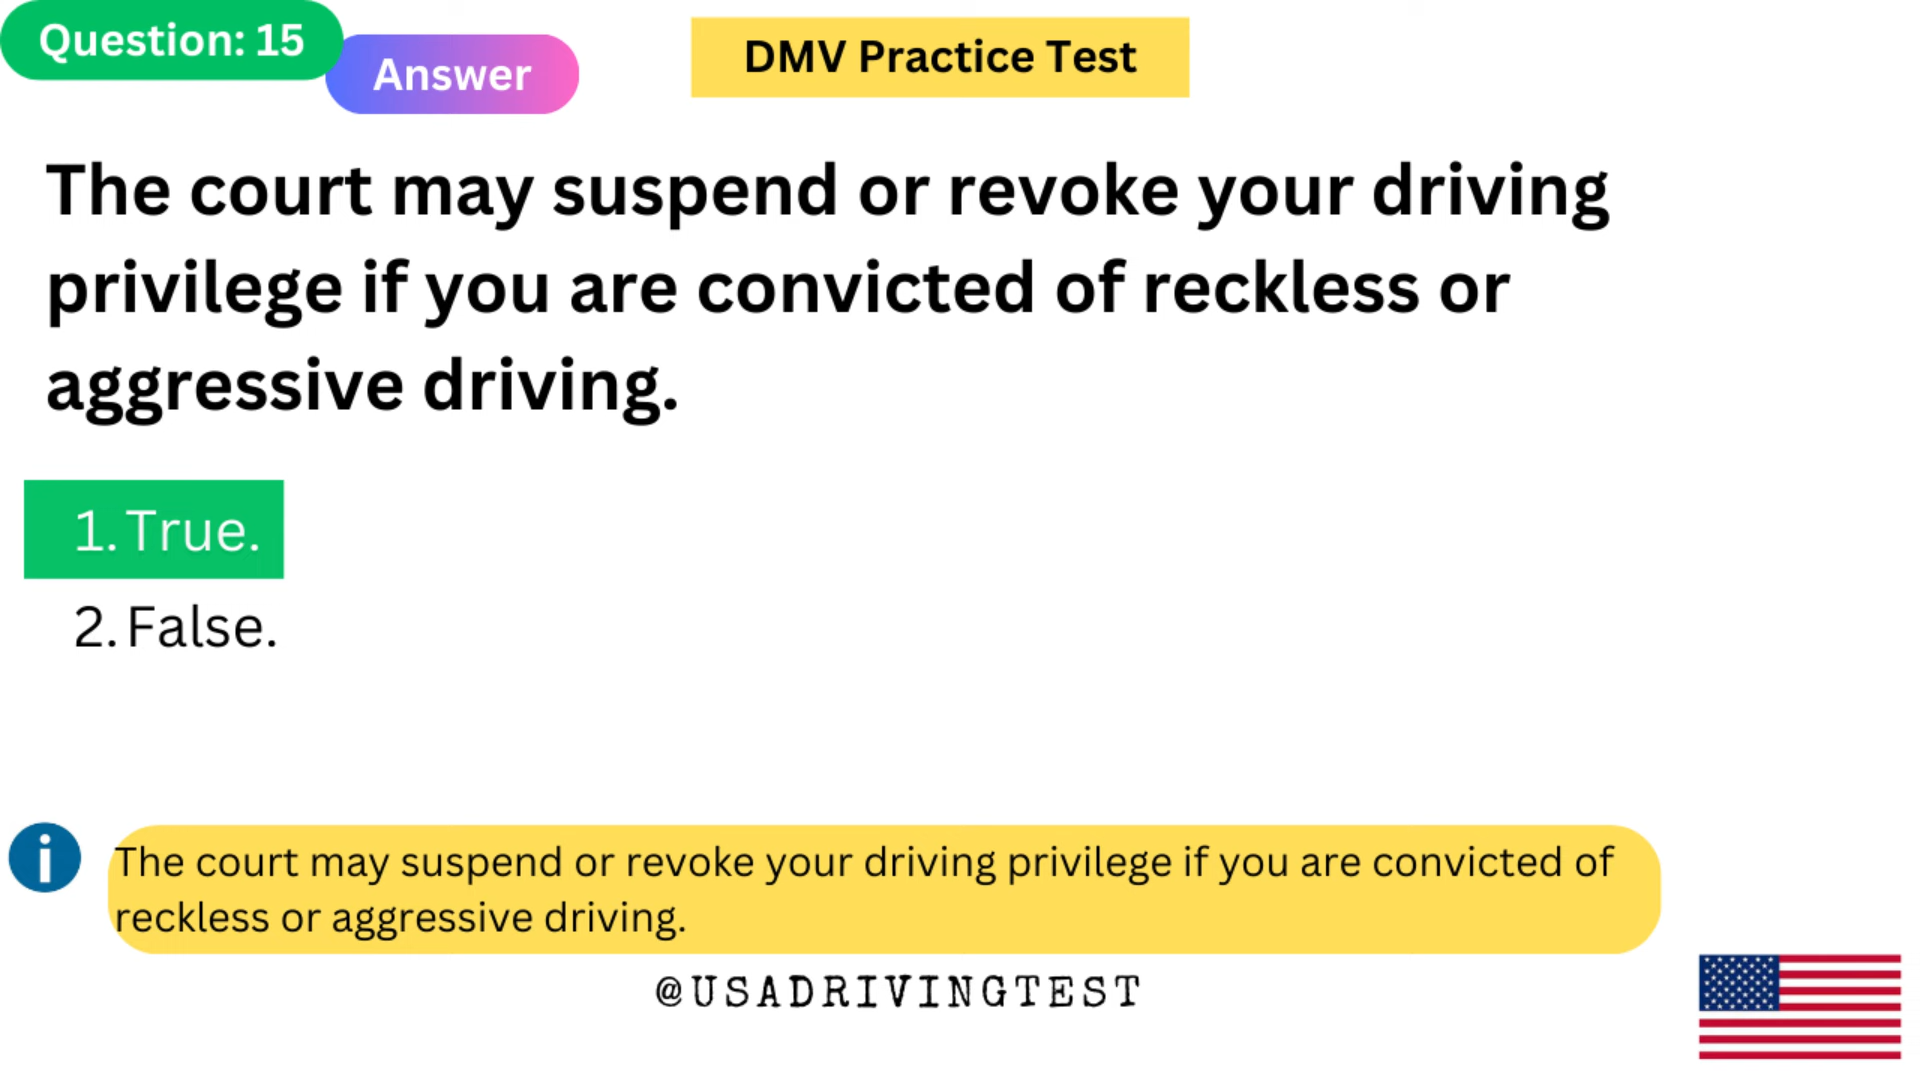 Question: 15
Answer
DMV Practice Test
The court may suspend or revoke your driving
privilege if you are convicted of reckless or
aggressive driving.
1. True.
2. False.
i
The court may suspend or revoke your driving privilege if you are convicted of
reckless or aggressive driving.
@USADRIVINGTEST